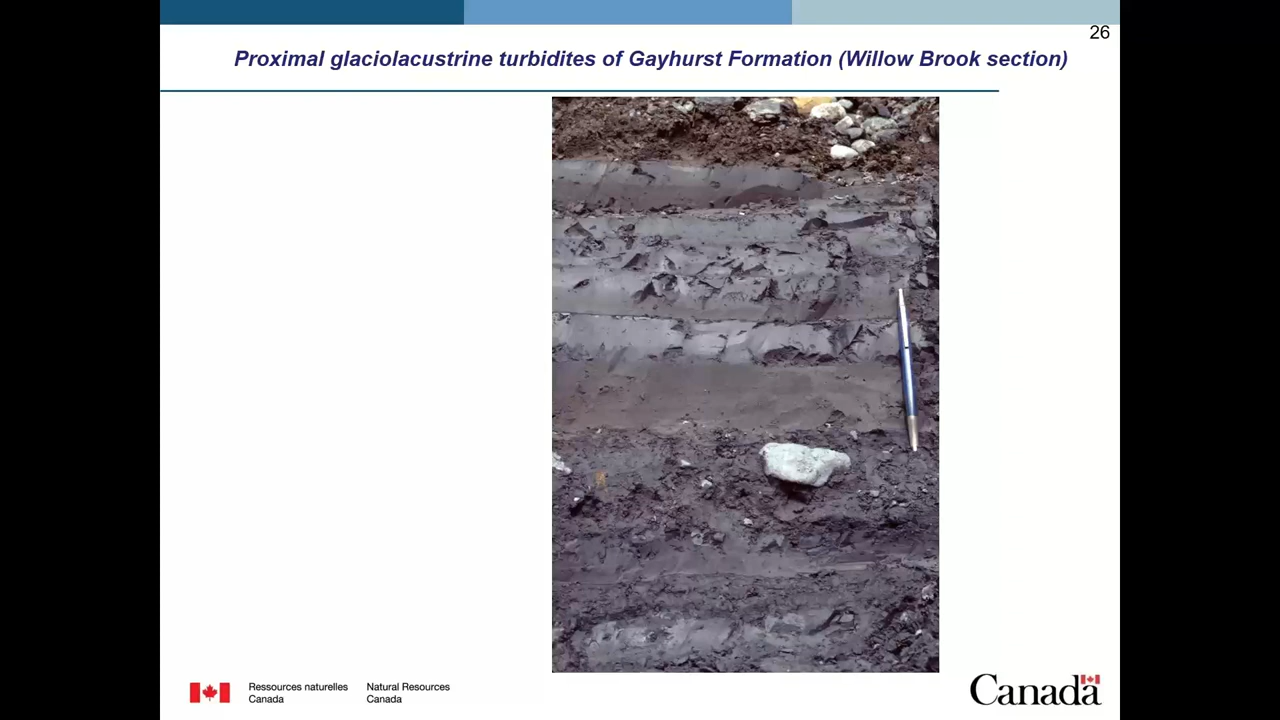 26
Proximal glaciolacustrine turbidites of Gayhurst Formation (Willow Brook section)
Ressources naturelles
Canada
Natural Resources
Canada
Canada